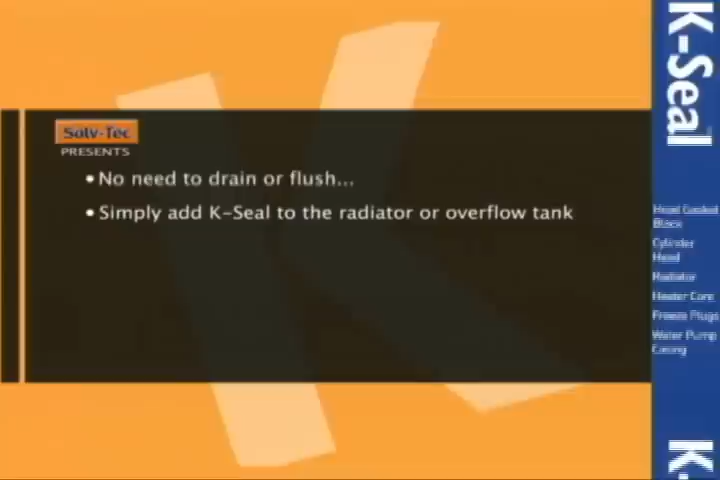 K-Seal
Solv-Tec
PRESENTS
•No need to drain or flush...
•Simply add K-Seal to the radiator or overflow tank
Head Gasket
Block
Cylinder
Head
Radiator
Heater Core
Freeze Plugs
Water Pump
Casing
K-